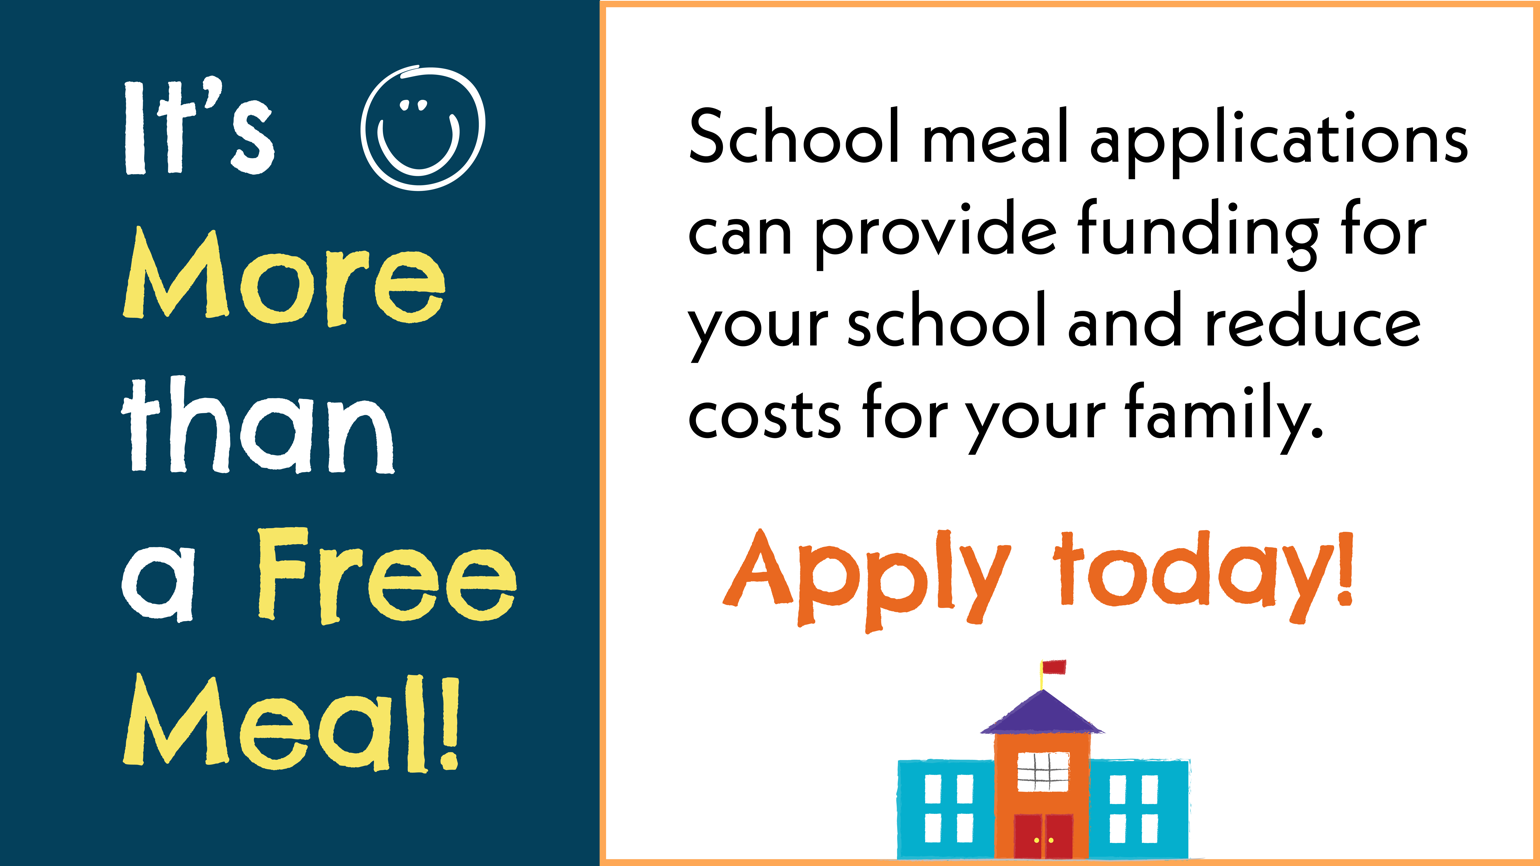 It's
More
than
a Free
Meal!
School meal applications
can provide funding for
your school and reduce
costs for your family.
Apply today!